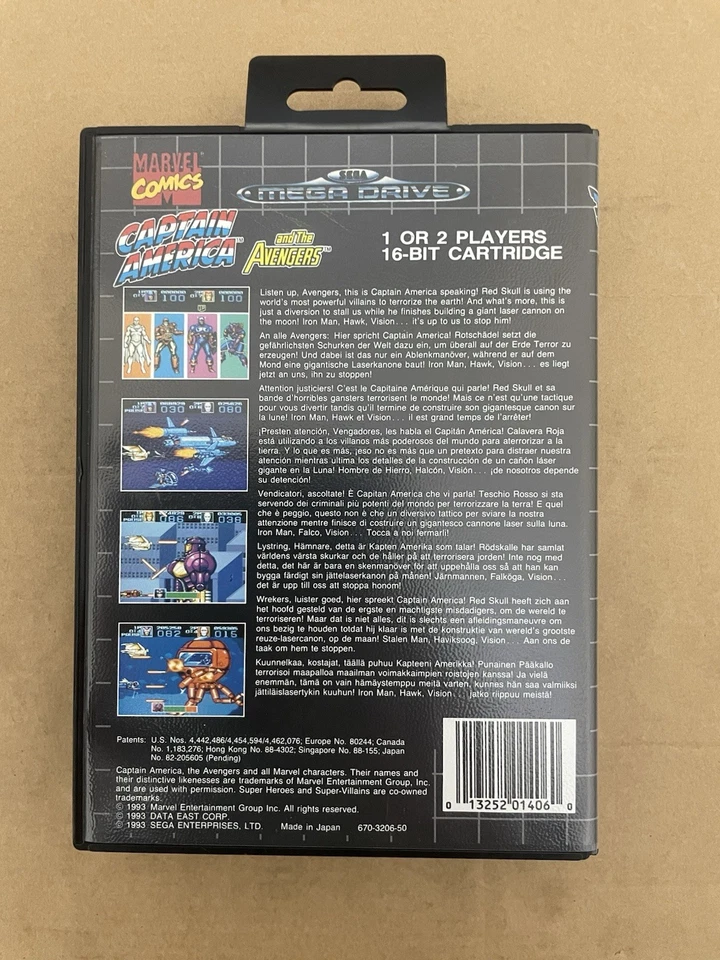 MARVEL
COMICS
SEGA
MEGA DRIVE
CAPTAIN
AMERICA™
and The
AVENGERS™
1 OR 2 PLAYERS
16-BIT CARTRIDGE
Listen up, Avengers, this is Captain America speaking! Red Skull is using the
world's most powerful villains to terrorize the earth! And what's more, this is
just a diversion to stall us while he finishes building a giant laser cannon on
the moon! Iron Man, Hawk, Vision... it's up to us to stop him!
An alle Avengers: Hier spricht Captain America! Rotschädel setzt die
gefährlichsten Schurken der Welt dazu ein, um überall auf der Erde Terror zu
erzeugen! Und dabei ist das nur ein Ablenkmanöver, während er auf dem
Mond eine gigantische Laserkanone baut! Iron Man, Hawk, Vision... es liegt
jetzt an uns, ihn zu stoppen!
Attention justiciers! C'est le Capitaine Amérique qui parle! Red Skull et sa
bande d'horribles gansters terrorisent le monde! Mais ce n'est qu'une tactique
pour vous divertir tandis qu'il termine de construire son gigantesque canon sur
la lune! Iron Man, Hawk et Vision... il est grand temps de l'arrêter!
¡Presten atención, Vengadores, les habla el Capitán América! Calavera Roja
está utilizando a los villanos más poderosos del mundo para aterrorizar a la
tierra. Y lo que es más, ¡eso no es más que un pretexto para distraer nuestra
atención mientras ultima los detalles de la construcción de un cañón láser
gigante en la Luna! Hombre de Hierro, Halcón, Visión... ¡de nosotros depende
su detención!
Vendicatori, ascoltate! È Capitan America che vi parla! Teschio Rosso si sta
servendo dei criminali più potenti del mondo per terrorizzare la terra! E quel
che è peggio, questo non è che un diversivo tattico per sviare la nostra
attenzione mentre finisce di costruire un gigantesco cannone laser sulla luna.
Iron Man, Falco, Vision... Tocca a noi fermarli!
Lystring, Hämnare, detta är Kapten Amerika som talar! Rödskalle har samlat
världens värsta skurkar och de håller på att terrorisera jorden! Inte nog med
detta, det här är bara en skenmanöver för att uppehålla oss så att han kan
bygga färdigt sin jättelaserkanon på månen! Järnmannen, Falköga, Vision...
det är upp till oss att stoppa honom!
Wrekers, luister goed, hier spreekt Captain America! Red Skull heeft zich aan
het hoofd gesteld van de ergste en machtigste misdadigers, om de wereld te
terroriseren! Maar dat is niet alles, dit is slechts een afleidingsmaneuvre om
ons bezig te houden totdat hij klaar is met de konstruktie van wereld's grootste
reuze-lasercanon, op de maan! Stalen Man, Haviksoog, Vision... Aan ons de
taak om hem te stoppen.
Kuunnelkaa, kostajat, täällä puhuu Kapteeni Amerikka! Punainen Pääkallo
terrorisoi maapalloa maailman voimakkaimpien roistojen kanssa! Ja vielä
enemmän, tämä on vain hämäystemppu meitä varten, kunnes hän saa valmiiksi
jättiläislasertykin kuuhun! Iron Man, Hawk, Vision... jatko riippuu meistä!
Patents: U.S. Nos. 4,442,486/4,454,594/4,462,076; Europe No. 80244; Canada
No. 1,183,276; Hong Kong No. 88-4302; Singapore No. 88-155; Japan
No. 82-205605 (Pending)
Captain America, the Avengers and all Marvel characters. Their names and
their distinctive likenesses are trademarks of Marvel Entertainment Group, Inc.
and are used with permission. Super Heroes and Super-Villains are co-owned
trademarks.
© 1993 Marvel Entertainment Group Inc. All rights reserved.
© 1993 DATA EAST CORP.
© 1993 SEGA ENTERPRISES, LTD. Made in Japan 670-3206-50
0 13252 01406 0